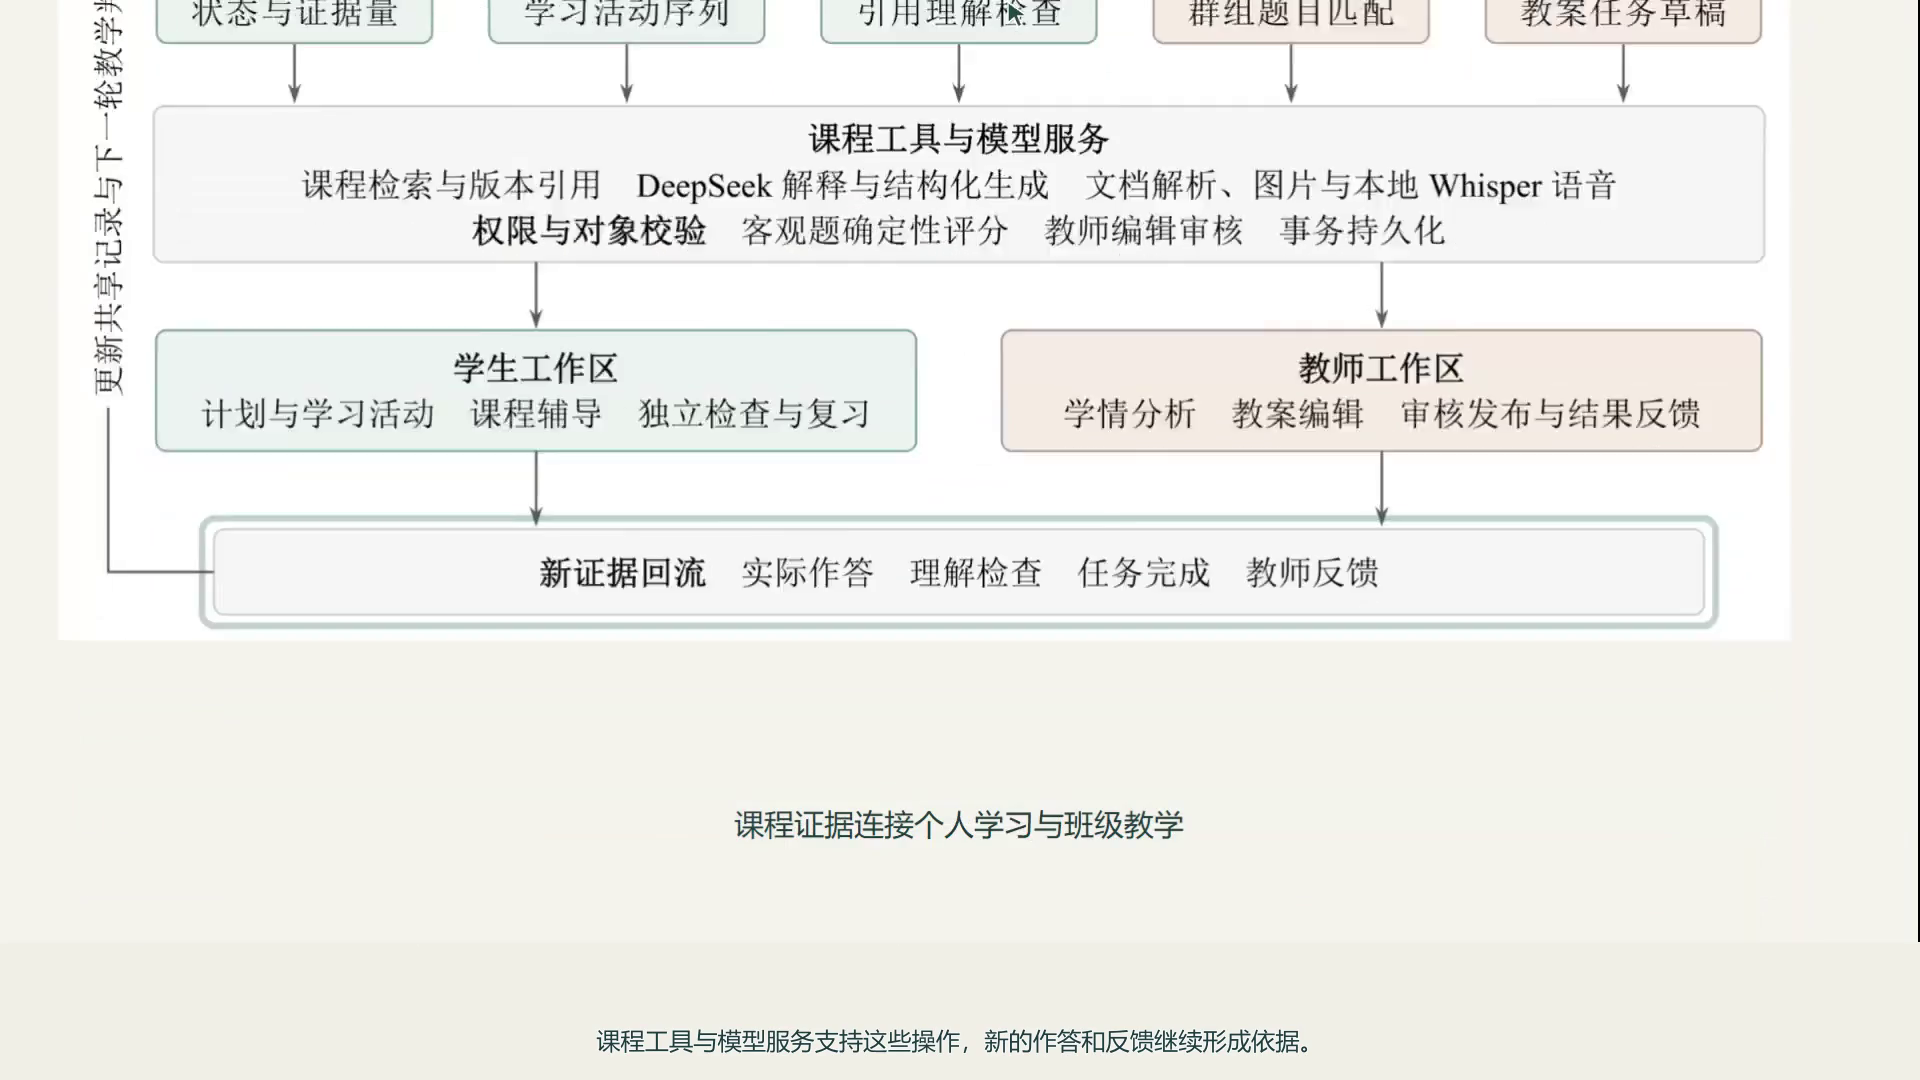 状态与证据量
学习活动序列
引用理解检查
群组题目匹配
教案任务草稿
更新共享记录与下一轮教学
课程工具与模型服务
课程检索与版本引用 DeepSeek 解释与结构化生成 文档解析、图片与本地 Whisper 语音
权限与对象校验 客观题确定性评分 教师编辑审核 事务持久化
学生工作区
计划与学习活动 课程辅导 独立检查与复习
教师工作区
学情分析 教案编辑 审核发布与结果反馈
新证据回流 实际作答 理解检查 任务完成 教师反馈
课程证据连接个人学习与班级教学
课程工具与模型服务支持这些操作，新的作答和反馈继续形成依据。